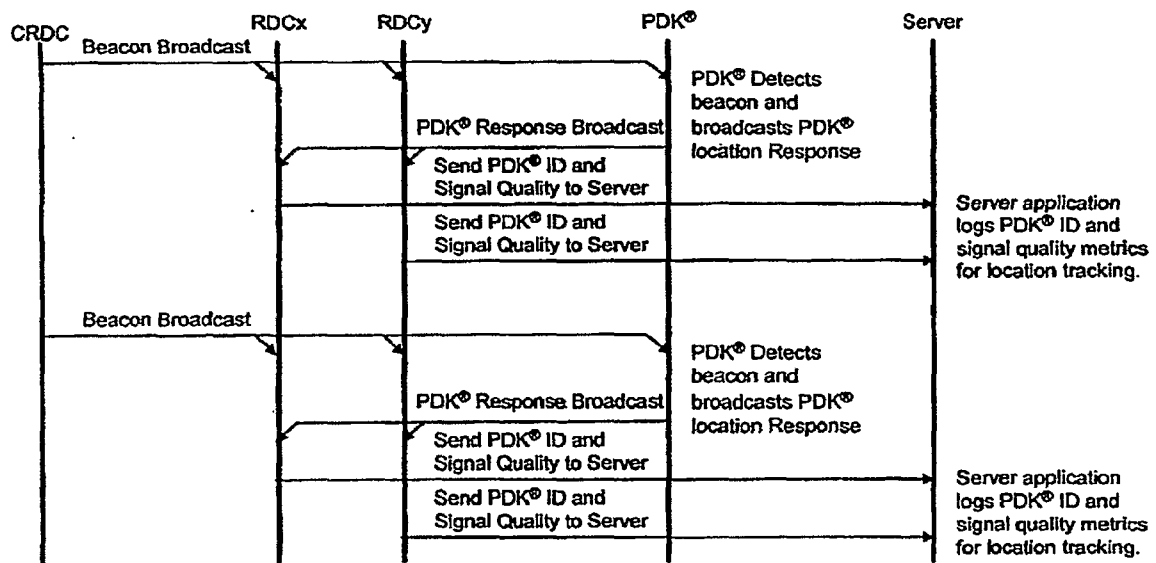 CRDC
RDCx
RDCy
PDK®
Server
Beacon Broadcast
PDK® Detects
beacon and
broadcasts PDK®
location Response
PDK® Response Broadcast
Send PDK® ID and
Signal Quality to Server
Server application
logs PDK® ID and
signal quality metrics
for location tracking.
Send PDK® ID and
Signal Quality to Server
Beacon Broadcast
PDK® Detects
beacon and
broadcasts PDK®
location Response
PDK® Response Broadcast
Send PDK® ID and
Signal Quality to Server
Server application
logs PDK® ID and
signal quality metrics
for location tracking.
Send PDK® ID and
Signal Quality to Server